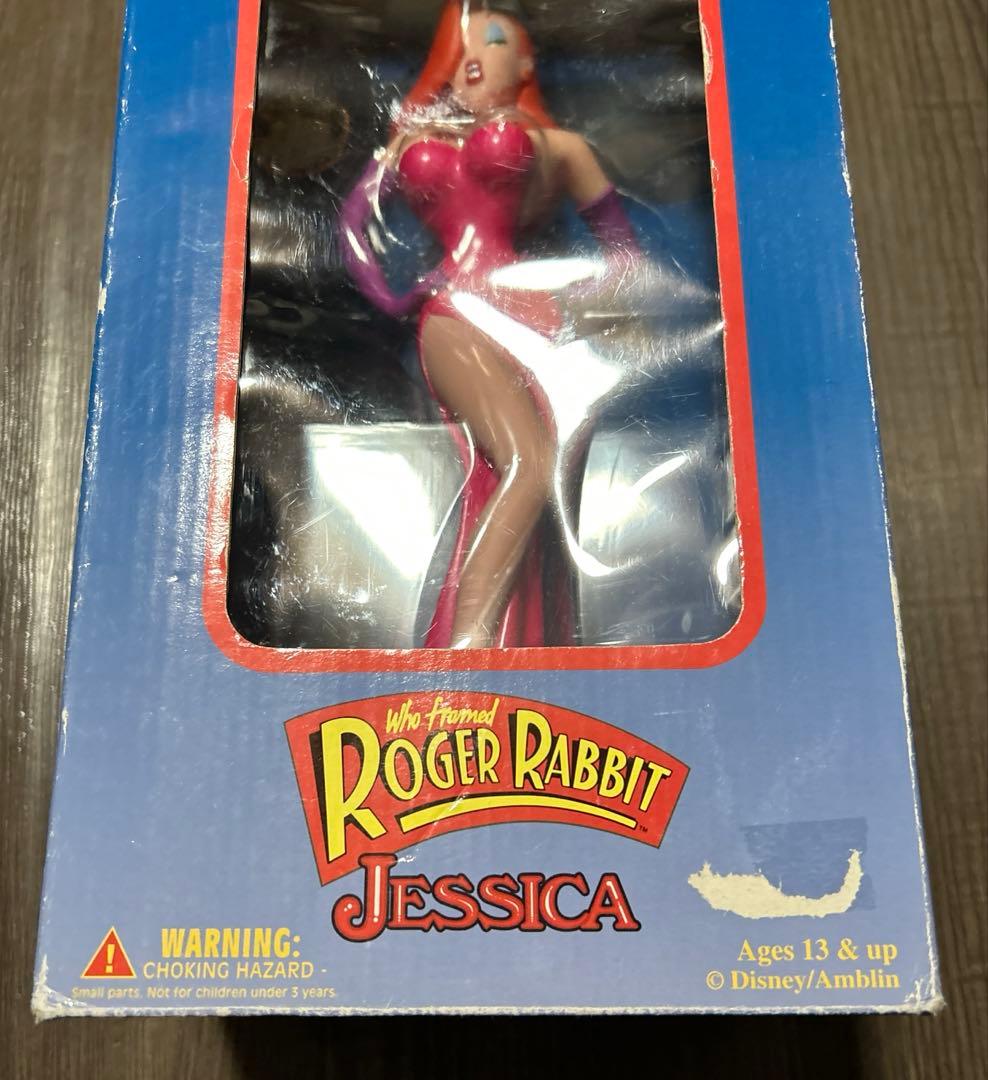 Who framed
ROGER RABBIT
™
JESSICA
WARNING:
CHOKING HAZARD -
Small parts. Not for children under 3 years.
Ages 13 & up
© Disney/Amblin